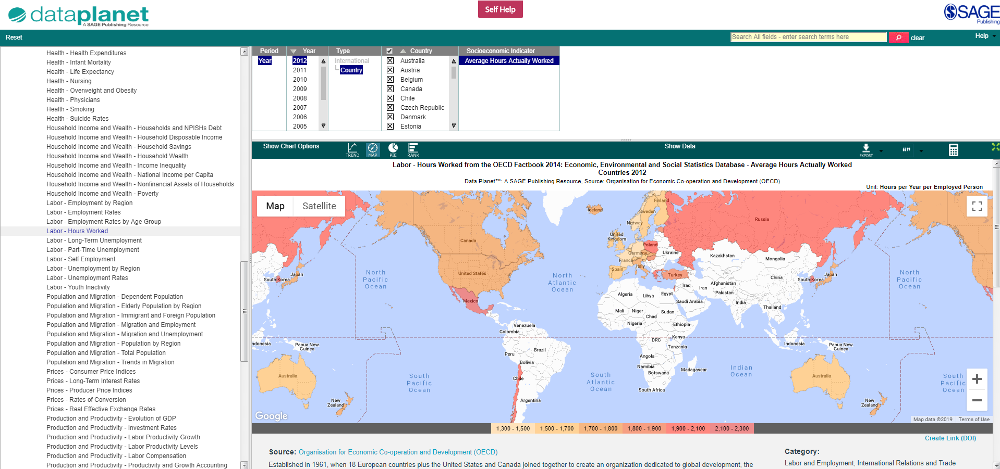 dataplanet
A SAGE Publishing Resource
Self Help
SAGE
Publishing
Reset
Search All fields - enter search terms here
clear
Help
Health - Health Expenditures
Health - Infant Mortality
Health - Life Expectancy
Health - Nursing
Health - Overweight and Obesity
Health - Physicians
Health - Smoking
Health - Suicide Rates
Household Income and Wealth - Households and NPISHs Debt
Household Income and Wealth - Household Disposable Income
Household Income and Wealth - Household Savings
Household Income and Wealth - Household Wealth
Household Income and Wealth - Income Inequality
Household Income and Wealth - National Income per Capita
Household Income and Wealth - Nonfinancial Assets of Households
Household Income and Wealth - Poverty
Labor - Employment by Region
Labor - Employment Rates
Labor - Employment Rates by Age Group
Labor - Hours Worked
Labor - Long-Term Unemployment
Labor - Part-Time Unemployment
Labor - Self Employment
Labor - Unemployment by Region
Labor - Unemployment Rates
Labor - Youth Inactivity
Population and Migration - Dependent Population
Population and Migration - Elderly Population by Region
Population and Migration - Immigrant and Foreign Population
Population and Migration - Migration and Employment
Population and Migration - Migration and Unemployment
Population and Migration - Population by Region
Population and Migration - Total Population
Population and Migration - Trends in Migration
Prices - Consumer Price Indices
Prices - Long-Term Interest Rates
Prices - Producer Price Indices
Prices - Rates of Conversion
Prices - Real Effective Exchange Rates
Production and Productivity - Evolution of GDP
Production and Productivity - Investment Rates
Production and Productivity - Labor Productivity Growth
Production and Productivity - Labor Productivity Levels
Production and Productivity - Labor Compensation
Production and Productivity - Productivity and Growth Accounting
Period
Year
Year
2012
2011
2010
2009
2008
2007
2006
2005
Type
International
Country
Country
Australia
Austria
Belgium
Canada
Chile
Czech Republic
Denmark
Estonia
Socioeconomic Indicator
Average Hours Actually Worked
Show Chart Options
TREND
MAP
PIE
RANK
Show Data
EXPORT
Labor - Hours Worked from the OECD Factbook 2014: Economic, Environmental and Social Statistics Database - Average Hours Actually Worked
Countries 2012
Data Planet™: A SAGE Publishing Resource, Source: Organisation for Economic Co-operation and Development (OECD)
Unit: Hours per Year per Employed Person
Map
Satellite
Iceland
Finland
Sweden
Norway
Russia
United
Kingdom
Poland
Germany
Ukraine
France
Italy
Spain
Turkey
Kazakhstan
Mongolia
Canada
United States
Mexico
Japan
South Korea
North
Pacific
Ocean
North
Atlantic
Ocean
China
Japan
South Korea
North
Pacific
Ocean
Iraq
Iran
Afghanistan
Pakistan
Algeria
Libya
Egypt
Saudi Arabia
India
Thailand
Mali
Niger
Chad
Sudan
Nigeria
Ethiopia
Venezuela
Colombia
Kenya
DRC
Tanzania
ndonesia
Papua New
Guinea
Indonesia
Papua New
Guinea
Peru
Brazil
Bolivia
Angola
Namibia
Botswana
Madagascar
Indian
Ocean
Australia
South
Pacific
Ocean
Chile
South
Atlantic
Ocean
South Africa
Australia
South
Pacific
Ocean
New
Zealand
Argentina
New
Zealand
Google
Map data ©2019
Terms of Use
1,300 - 1,500
1,500 - 1,700
1,700 - 1,800
1,800 - 1,900
1,900 - 2,100
2,100 - 2,300
Create Link (DOI)
Source: Organisation for Economic Co-operation and Development (OECD)
Established in 1961, when 18 European countries plus the United States and Canada joined together to create an organization dedicated to global development, the
Category:
Labor and Employment, International Relations and Trade